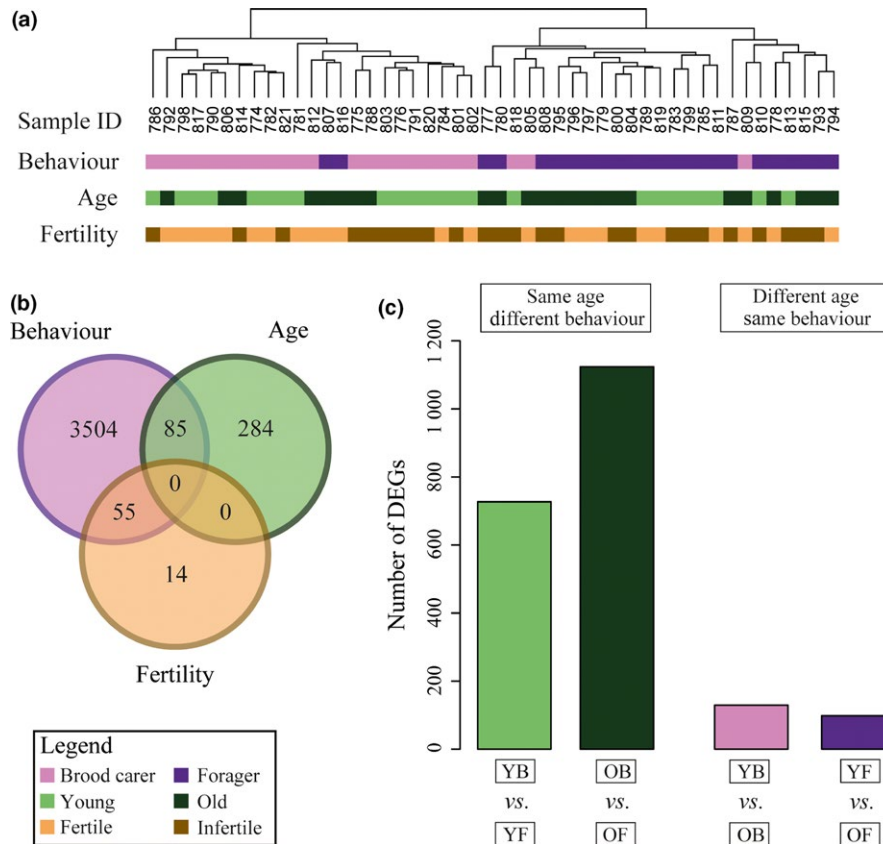 (a)
Sample ID
786 792 798 817 790 806 814 774 782 821 781 812 807 816 775 788 803 776 791 820 784 801 802 777 780 818 805 808 795 796 797 779 800 804 789 819 783 799 785 811 787 809 810 778 813 815 793 794
Behaviour
Age
Fertility
(b)
Behaviour
Age
3504
85
284
0
55
0
14
Fertility
Legend
Brood carer
Forager
Young
Old
Fertile
Infertile
(c)
Same age
different behaviour
Different age
same behaviour
Number of DEGs
1 200
1 000
800
600
400
200
0
YB
vs.
YF
OB
vs.
OF
YB
vs.
OB
YF
vs.
OF